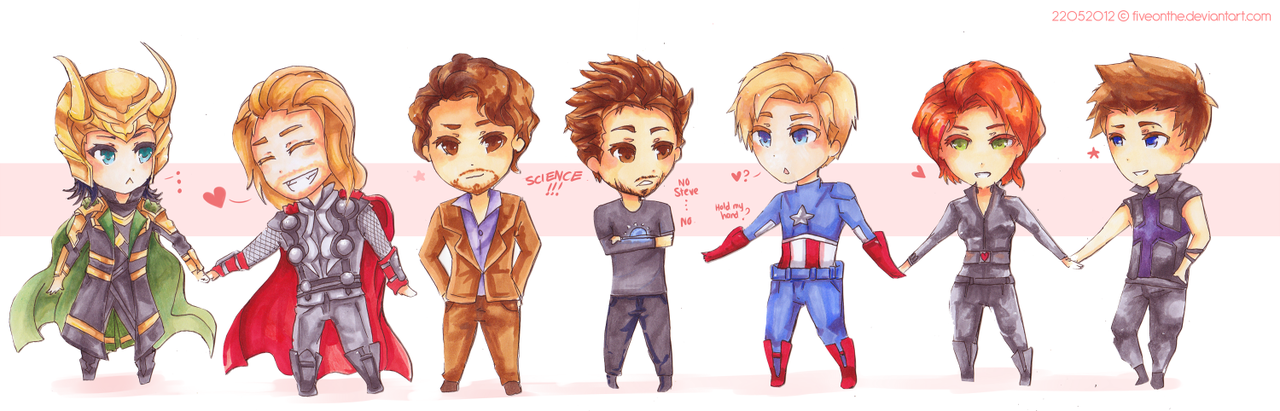 22052012 © fiveonthe.deviantart.com
SCIENCE
!!!
NO
Steve
NO.
♥?
Hold my
hand?